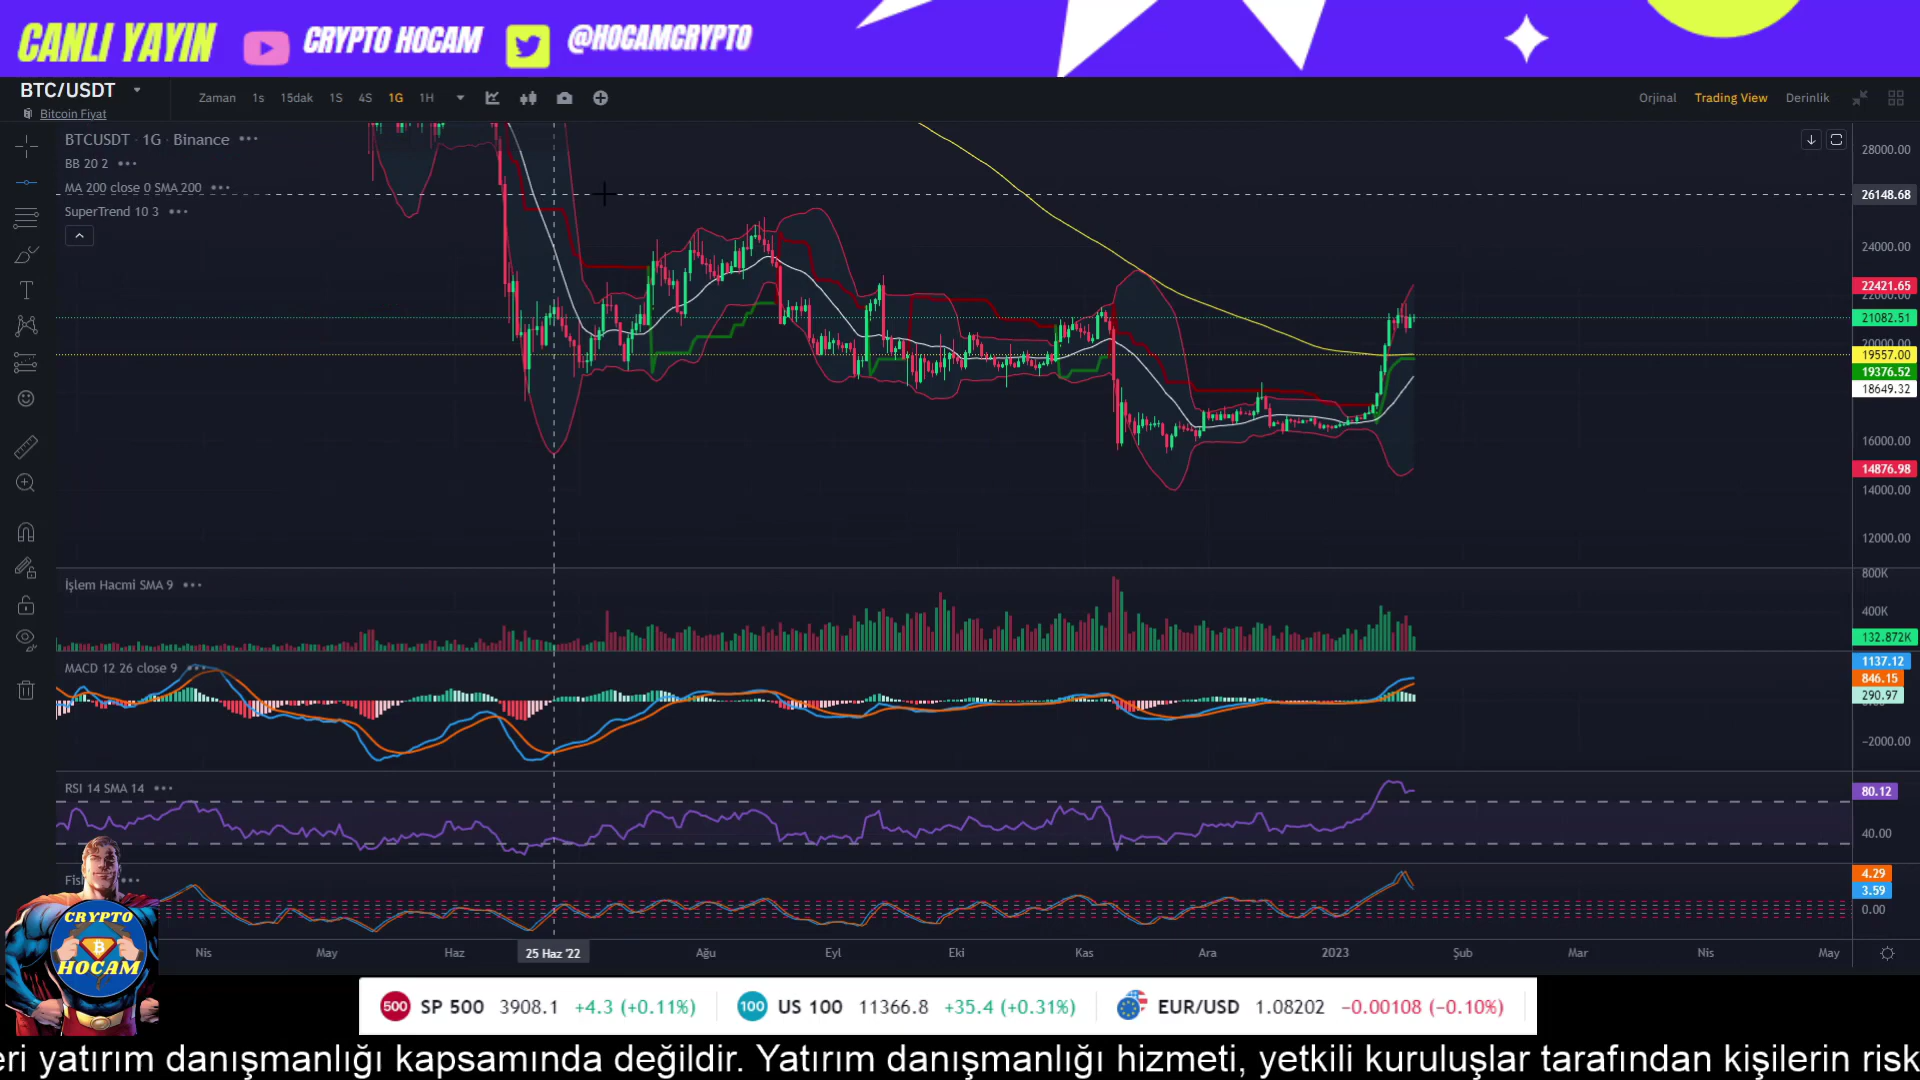 CANLI YAYIN CRYPTO HOCAM @HOCAMCRYPTO
BTC/USDT Zaman 1s 15dak 1S 4S 1G 1H Orjinal Trading View Derinlik
Bitcoin Fiyat
BTCUSDT · 1G · Binance
BB 20 2
MA 200 close 0 SMA 200
SuperTrend 10 3
28000.00
26148.68
24000.00
22421.65
22000.00
21082.51
20000.00
19557.00
19376.52
18649.32
16000.00
14876.98
14000.00
12000.00
İşlem Hacmi SMA 9
800K
400K
132.872K
MACD 12 26 close 9
1137.12
846.15
290.97
−2000.00
RSI 14 SMA 14
80.12
40.00
4.29
3.59
0.00
Nis May Haz 25 Haz '22 Ağu Eyl Eki Kas Ara 2023 Şub Mar Nis May
CRYPTO
HOCAM
500 SP 500 3908.1 +4.3 (+0.11%) 100 US 100 11366.8 +35.4 (+0.31%) EUR/USD 1.08202 −0.00108 (−0.10%)
eri yatırım danışmanlığı kapsamında değildir. Yatırım danışmanlığı hizmeti, yetkili kuruluşlar tarafından kişilerin risk